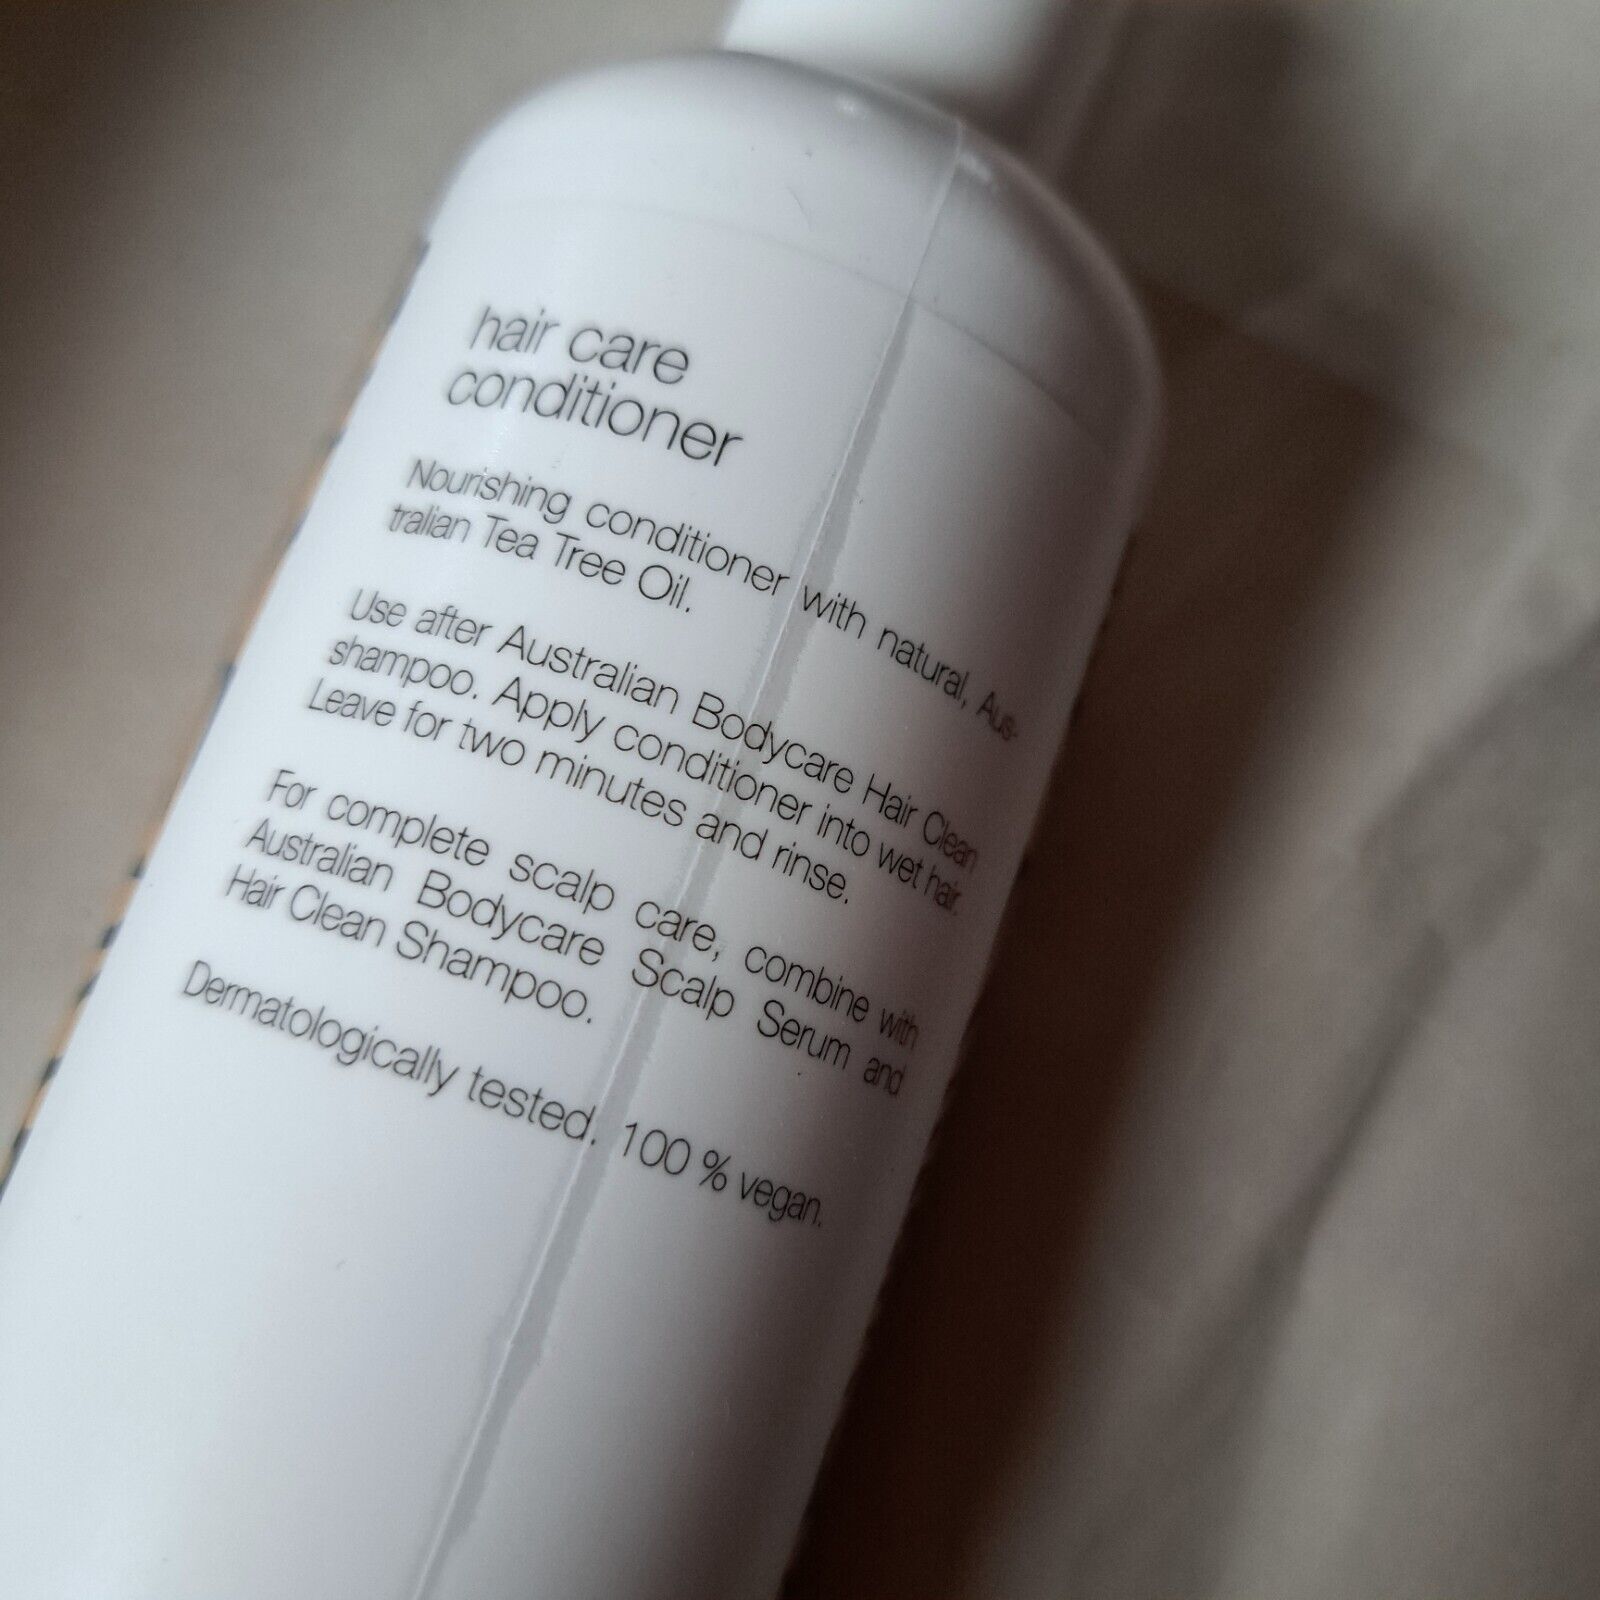 hair care
conditioner
Nourishing conditioner with natural, Aus-
tralian Tea Tree Oil.
Use after Australian Bodycare Hair Clean
shampoo. Apply conditioner into wet hair.
Leave for two minutes and rinse.
For complete scalp care, combine with
Australian Bodycare Scalp Serum and
Hair Clean Shampoo.
Dermatologically tested. 100 % vegan.